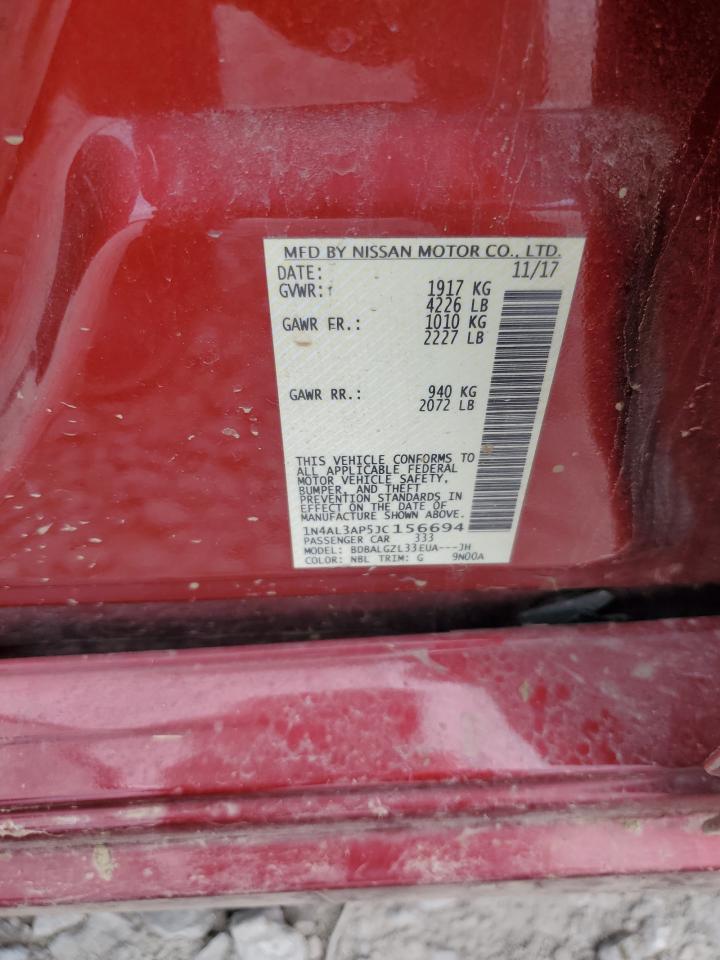 MFD BY NISSAN MOTOR CO., LTD.
DATE: 11/17
GVWR: 1917 KG
4226 LB
GAWR FR.: 1010 KG
2227 LB
GAWR RR.: 940 KG
2072 LB
THIS VEHICLE CONFORMS TO
ALL APPLICABLE FEDERAL
MOTOR VEHICLE SAFETY,
BUMPER, AND THEFT
PREVENTION STANDARDS IN
EFFECT ON THE DATE OF
MANUFACTURE SHOWN ABOVE.
1N4AL3AP5JC156694
PASSENGER CAR 333
MODEL: BDBALGZL33EUA---JH
COLOR: NBL TRIM: G 9N00A